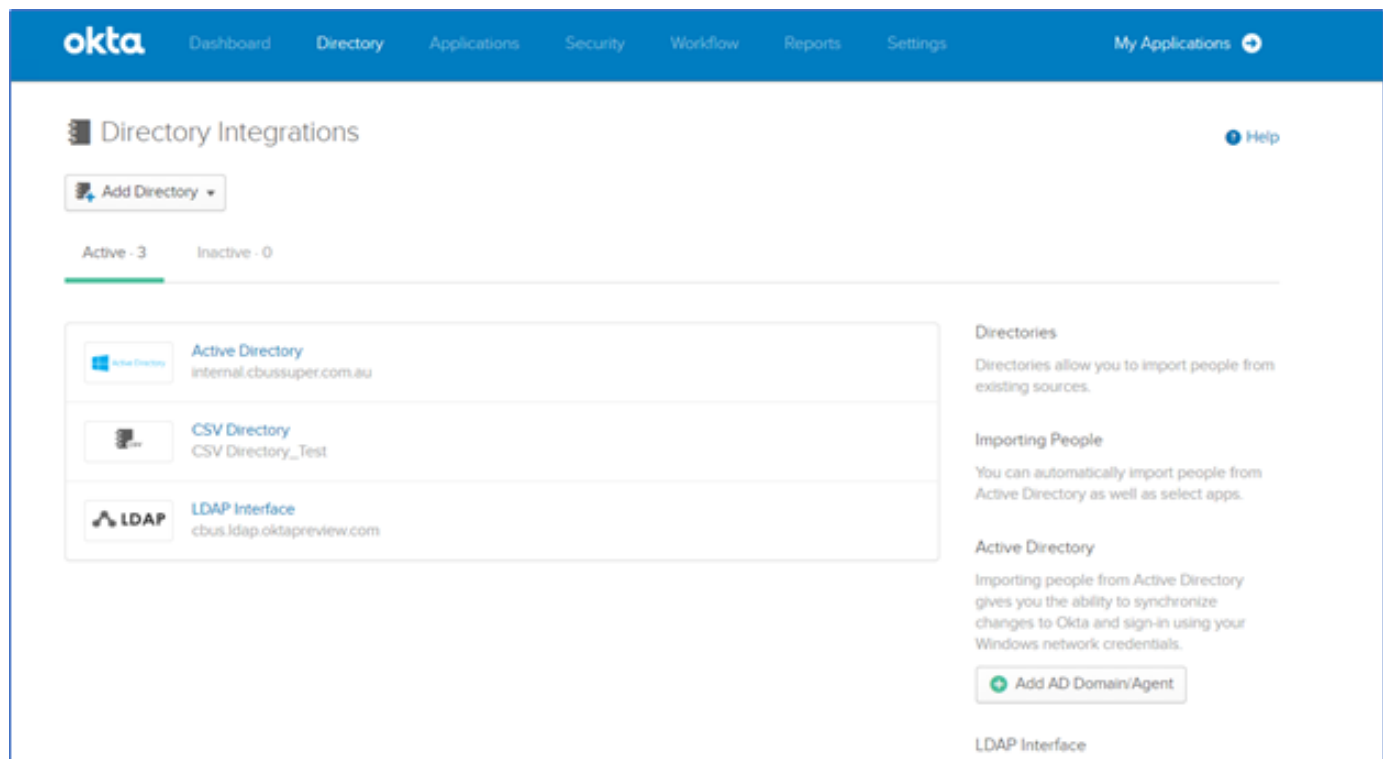 okta Dashboard Directory Applications Security Workflow Reports Settings My Applications
Directory Integrations
Help
Add Directory
Active · 3 Inactive · 0
Active Directory
Active Directory
internal.cbussuper.com.au
CSV Directory
CSV Directory_Test
LDAP
LDAP Interface
cbus.ldap.oktapreview.com
Directories
Directories allow you to import people from
existing sources.
Importing People
You can automatically import people from
Active Directory as well as select apps.
Active Directory
Importing people from Active Directory
gives you the ability to synchronize
changes to Okta and sign-in using your
Windows network credentials.
Add AD Domain/Agent
LDAP Interface